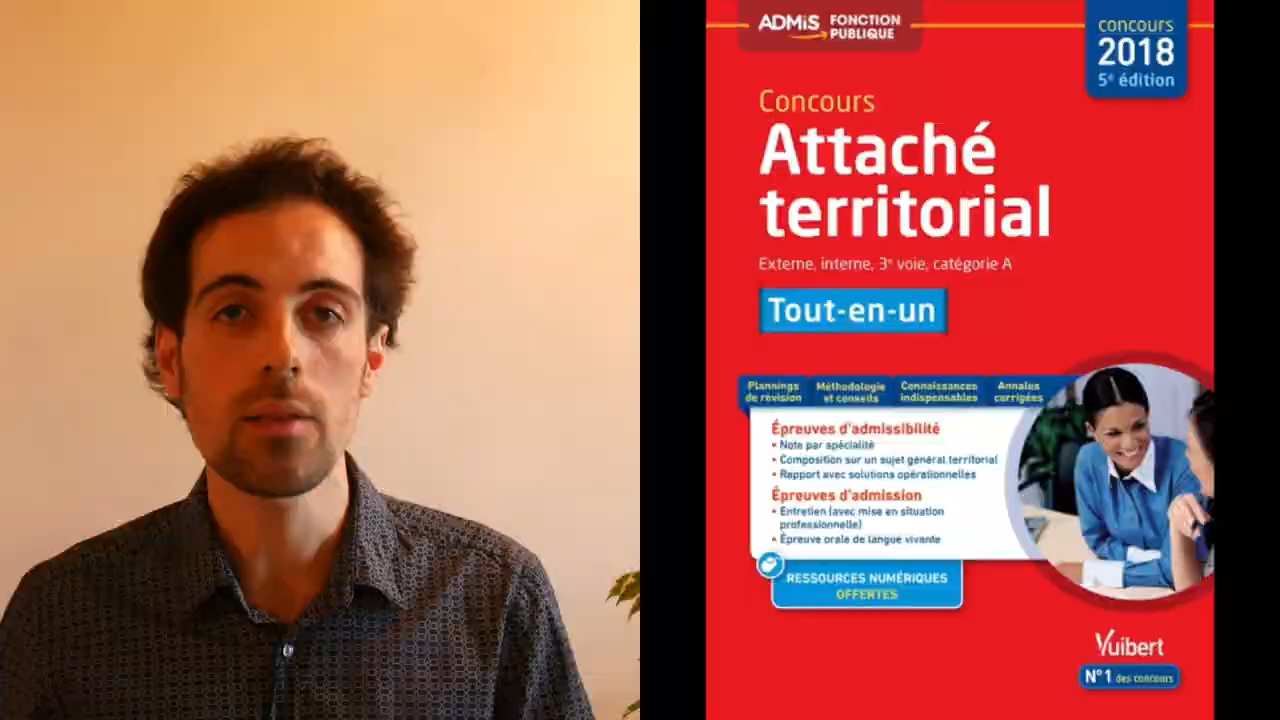 ADMIS FONCTION PUBLIQUE
concours
2018
5e édition
Concours
Attaché
territorial
Externe, interne, 3e voie, catégorie A
Tout-en-un
Plannings de révision
Méthodologie et conseils
Connaissances indispensables
Annales corrigées
Épreuves d'admissibilité
• Note par spécialité
• Composition sur un sujet général territorial
• Rapport avec solutions opérationnelles
Épreuves d'admission
• Entretien (avec mise en situation
professionnelle)
• Épreuve orale de langue vivante
RESSOURCES NUMÉRIQUES
OFFERTES
Vuibert
N°1 des concours